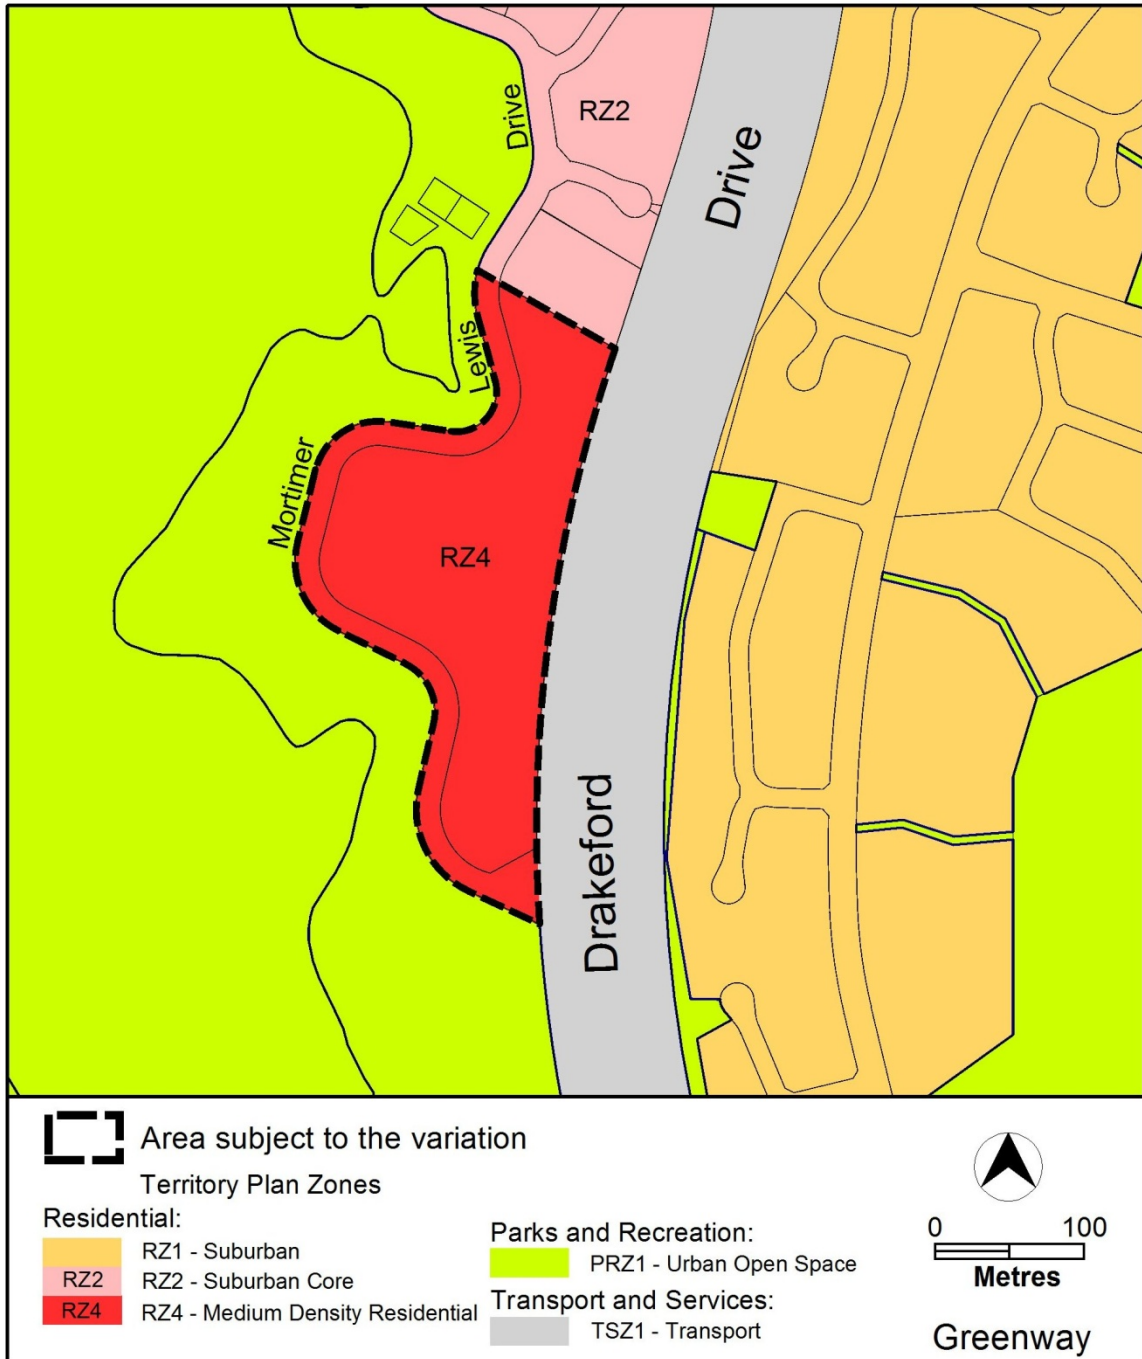 RZ2
Drive
Drive
Lewis
Mortimer
RZ4
Drakeford
Area subject to the variation
Territory Plan Zones
Residential:
RZ1 - Suburban
RZ2 RZ2 - Suburban Core
RZ4 RZ4 - Medium Density Residential
Parks and Recreation:
PRZ1 - Urban Open Space
Transport and Services:
TSZ1 - Transport
0 100
Metres
Greenway